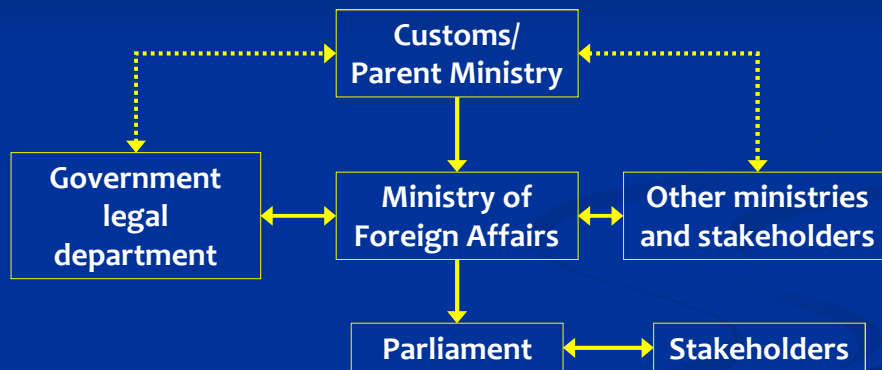 Customs/
Parent Ministry
Government
legal
department
Ministry of
Foreign Affairs
Other ministries
and stakeholders
Parliament
Stakeholders